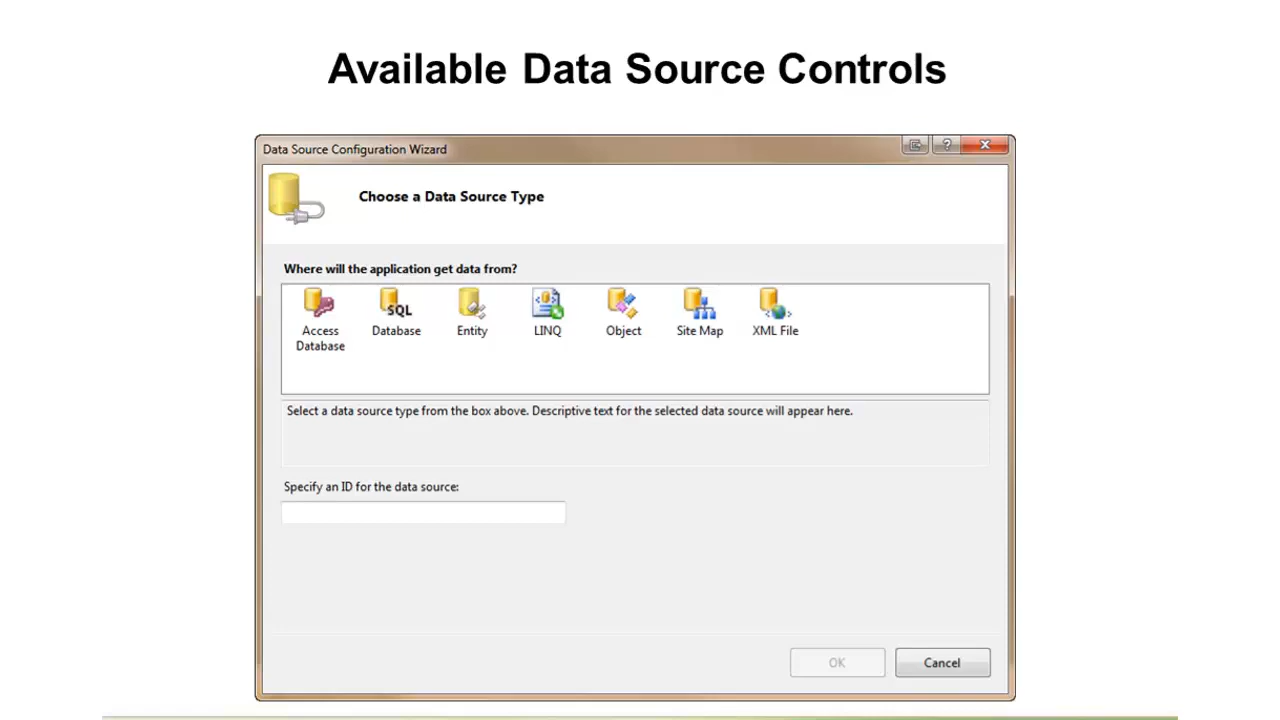 Available Data Source Controls
Data Source Configuration Wizard
?
Choose a Data Source Type
Where will the application get data from?
SQL
Access Database
Database
Entity
LINQ
Object
Site Map
XML File
Select a data source type from the box above. Descriptive text for the selected data source will appear here.
Specify an ID for the data source:
OK
Cancel